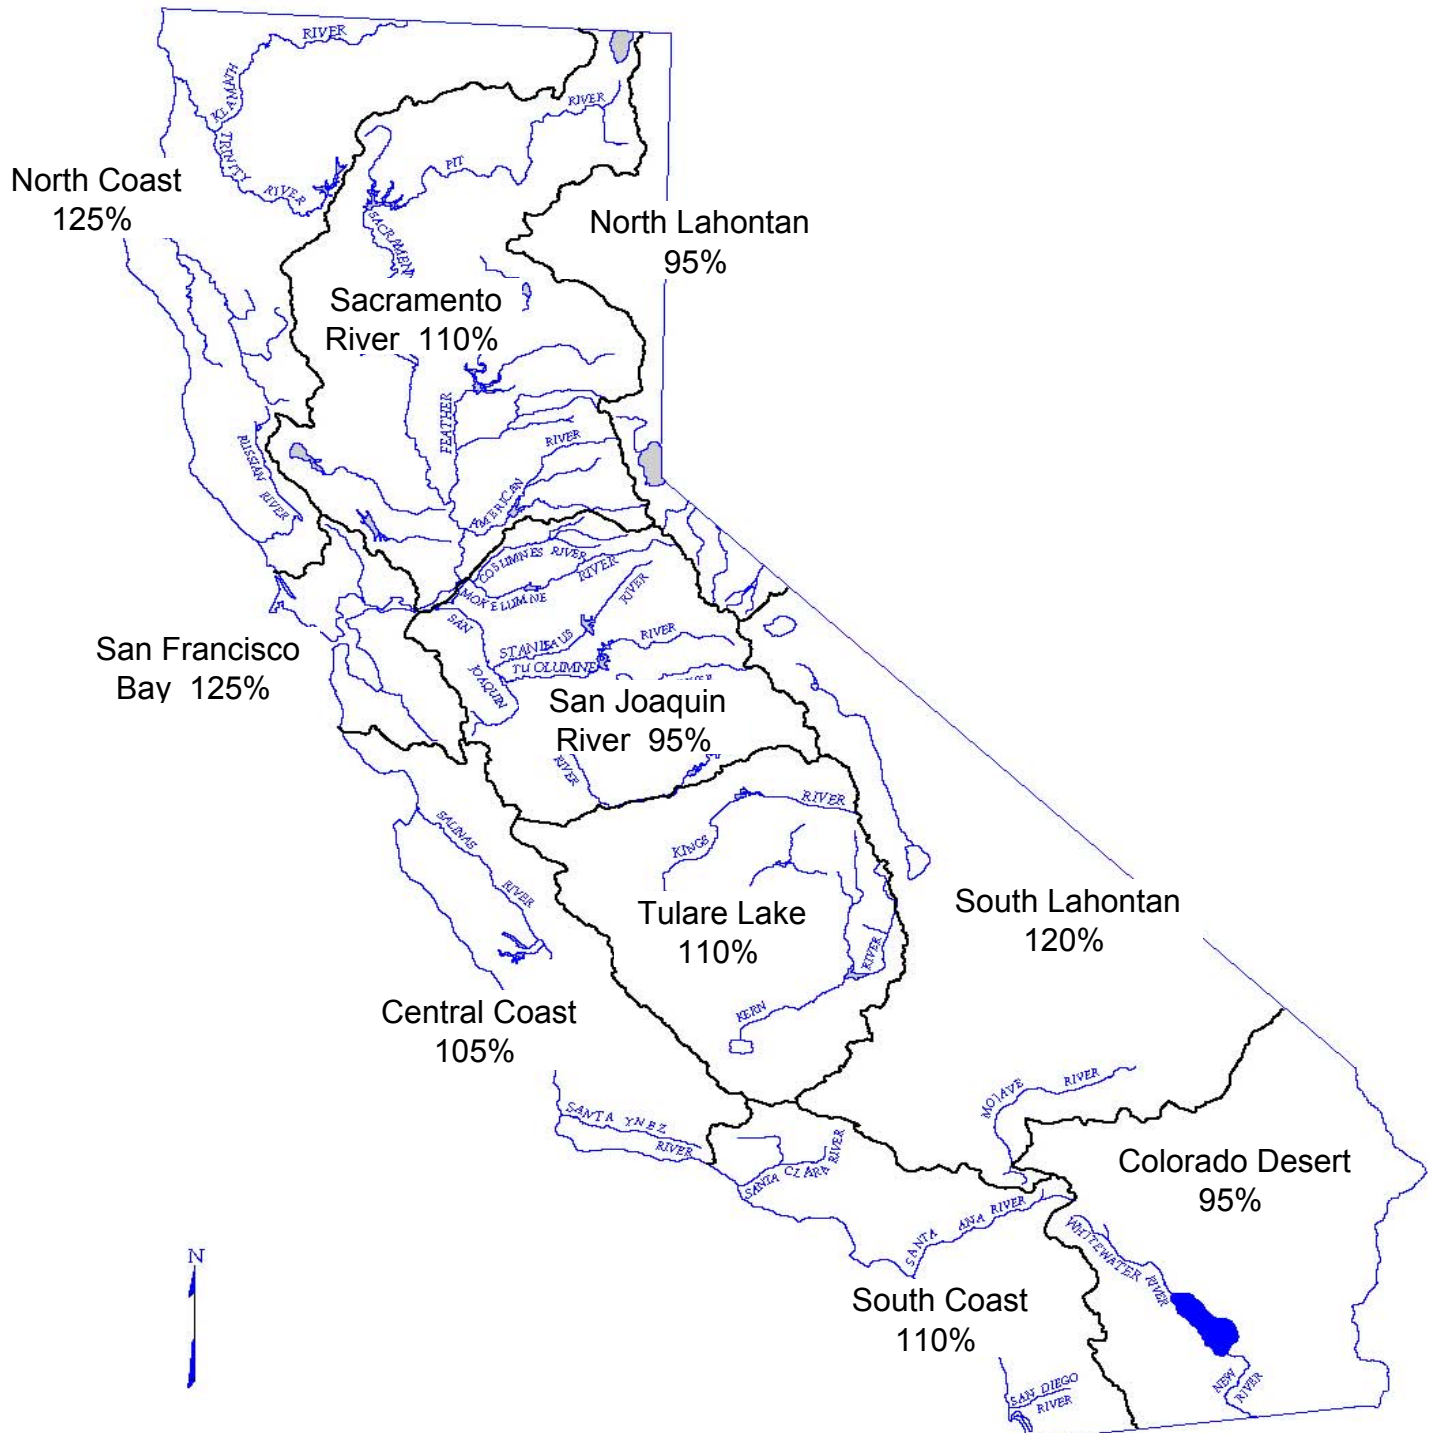 RIVER
KLAMATH
TRINITY
RIVER
RIVER
PIT
SACRAMEN
North Coast
125%
North Lahontan
95%
Sacramento
River 110%
FEATHER
RIVER
AMERICAN
RUSSIAN
RIVER
COSUMNES RIVER
RIVER
MOKELUMNE
RIVER
SAN
JOAQUIN
STANISLAUS
RIVER
TUOLUMNE
San Francisco
Bay 125%
San Joaquin
River 95%
RIVER
RIVER
KINGS
SALINAS
RIVER
Tulare Lake
110%
RIVER
KERN
South Lahontan
120%
Central Coast
105%
MOJAVE
RIVER
SANTA YNEZ
RIVER
SANTA CLARA RIVER
SANTA ANA RIVER
Colorado Desert
95%
WHITEWATER RIVER
N
South Coast
110%
NEW
RIVER
SAN DIEGO
RIVER